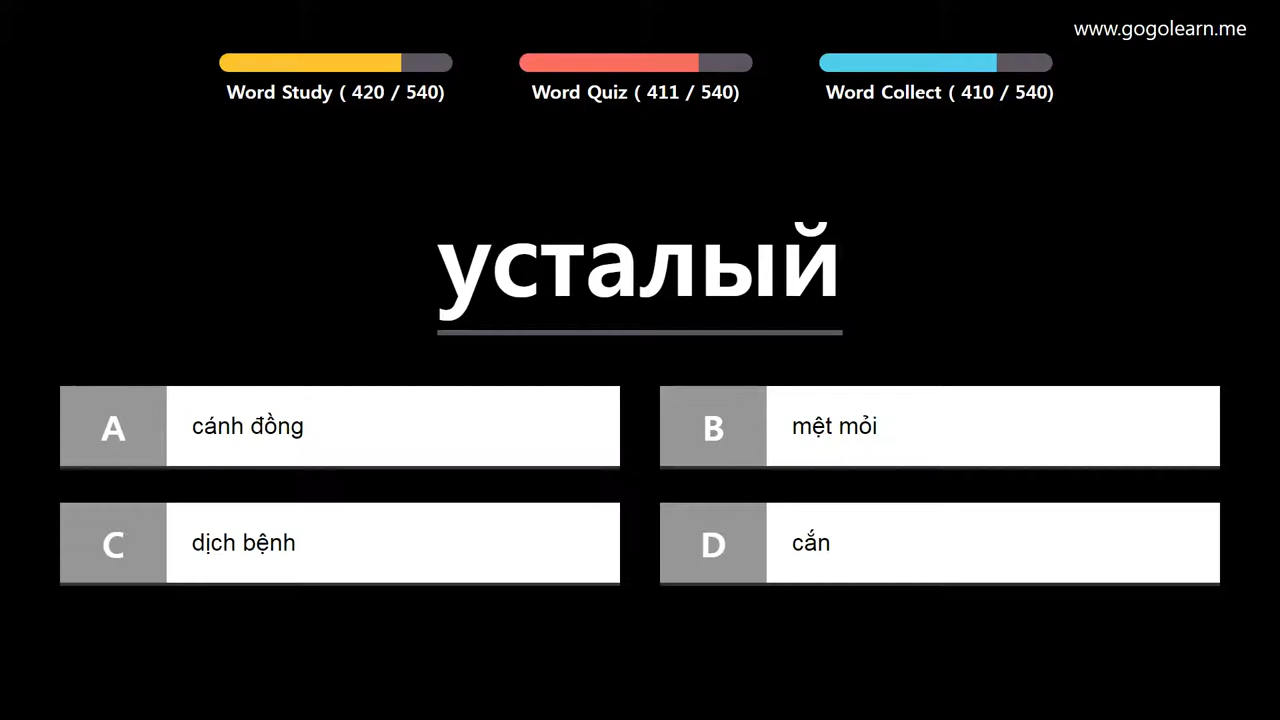 www.gogolearn.me
Word Study ( 420 / 540)
Word Quiz ( 411 / 540)
Word Collect ( 410 / 540)
усталый
A cánh đồng
B mệt mỏi
C dịch bệnh
D cắn